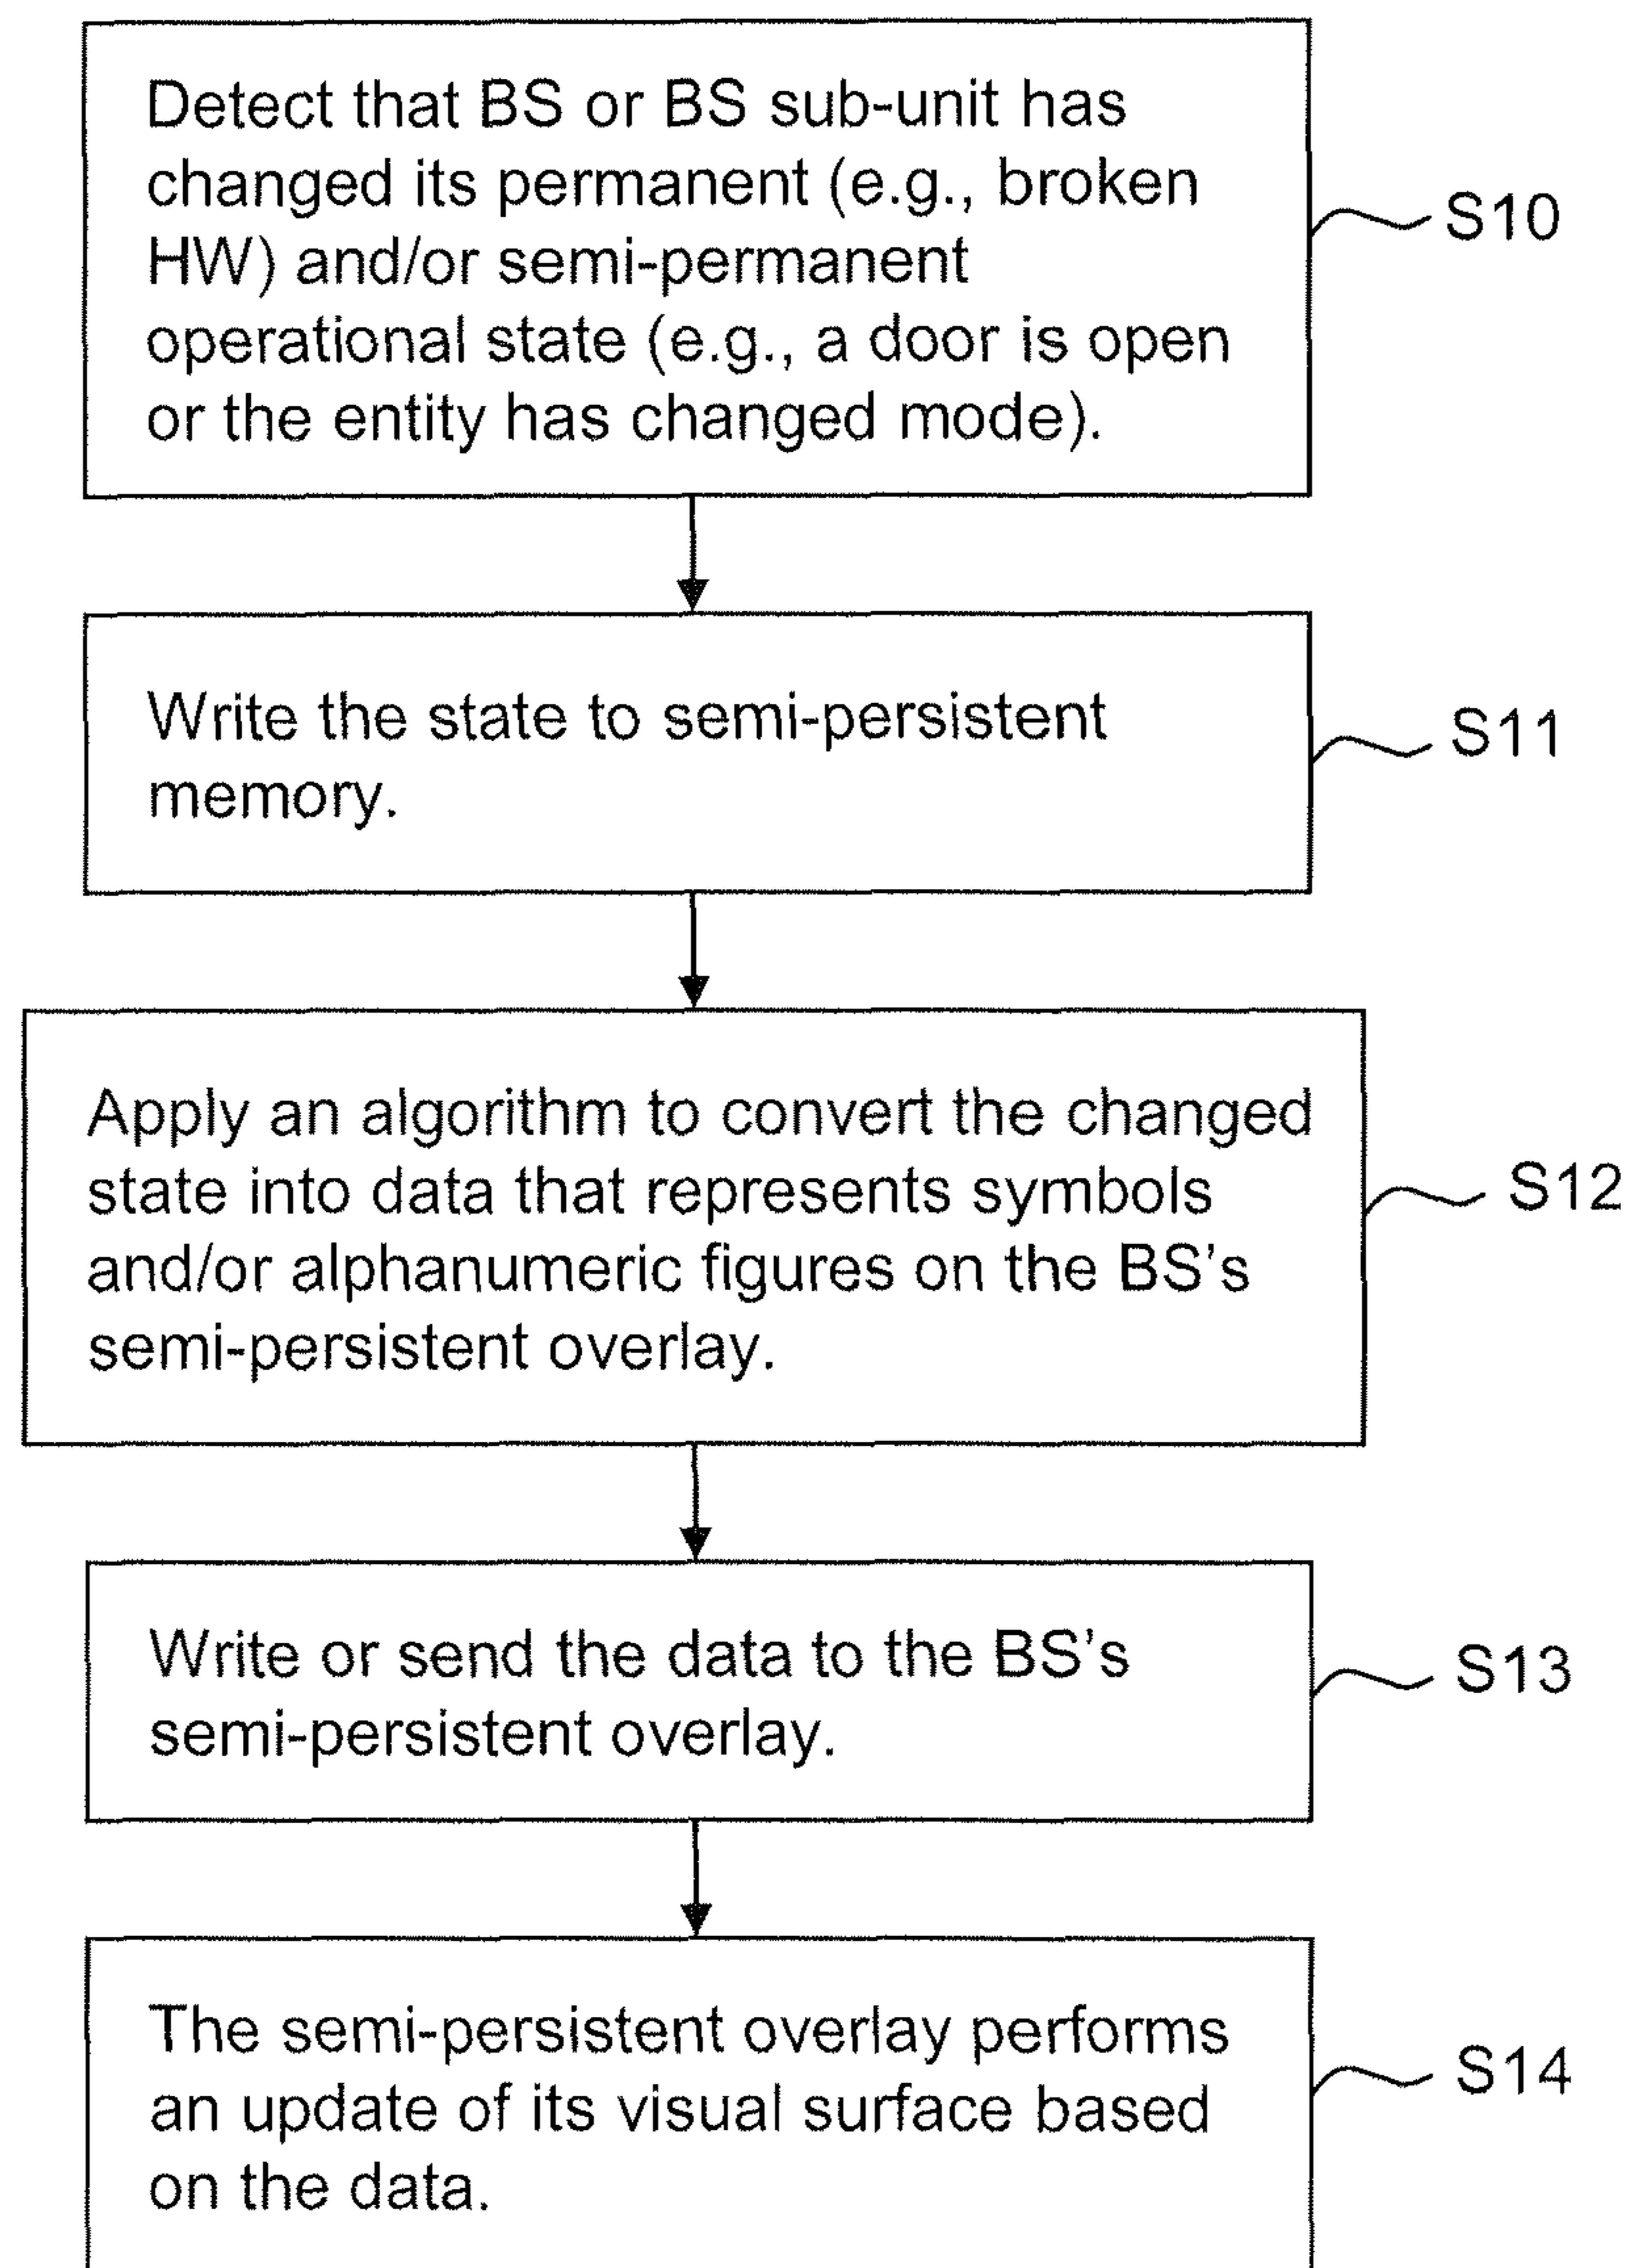 Detect that BS or BS sub-unit has
changed its permanent (e.g., broken
HW) and/or semi-permanent
operational state (e.g., a door is open
or the entity has changed mode).
S10
Write the state to semi-persistent
memory.
S11
Apply an algorithm to convert the changed
state into data that represents symbols
and/or alphanumeric figures on the BS's
semi-persistent overlay.
S12
Write or send the data to the BS's
semi-persistent overlay.
S13
The semi-persistent overlay performs
an update of its visual surface based
on the data.
S14